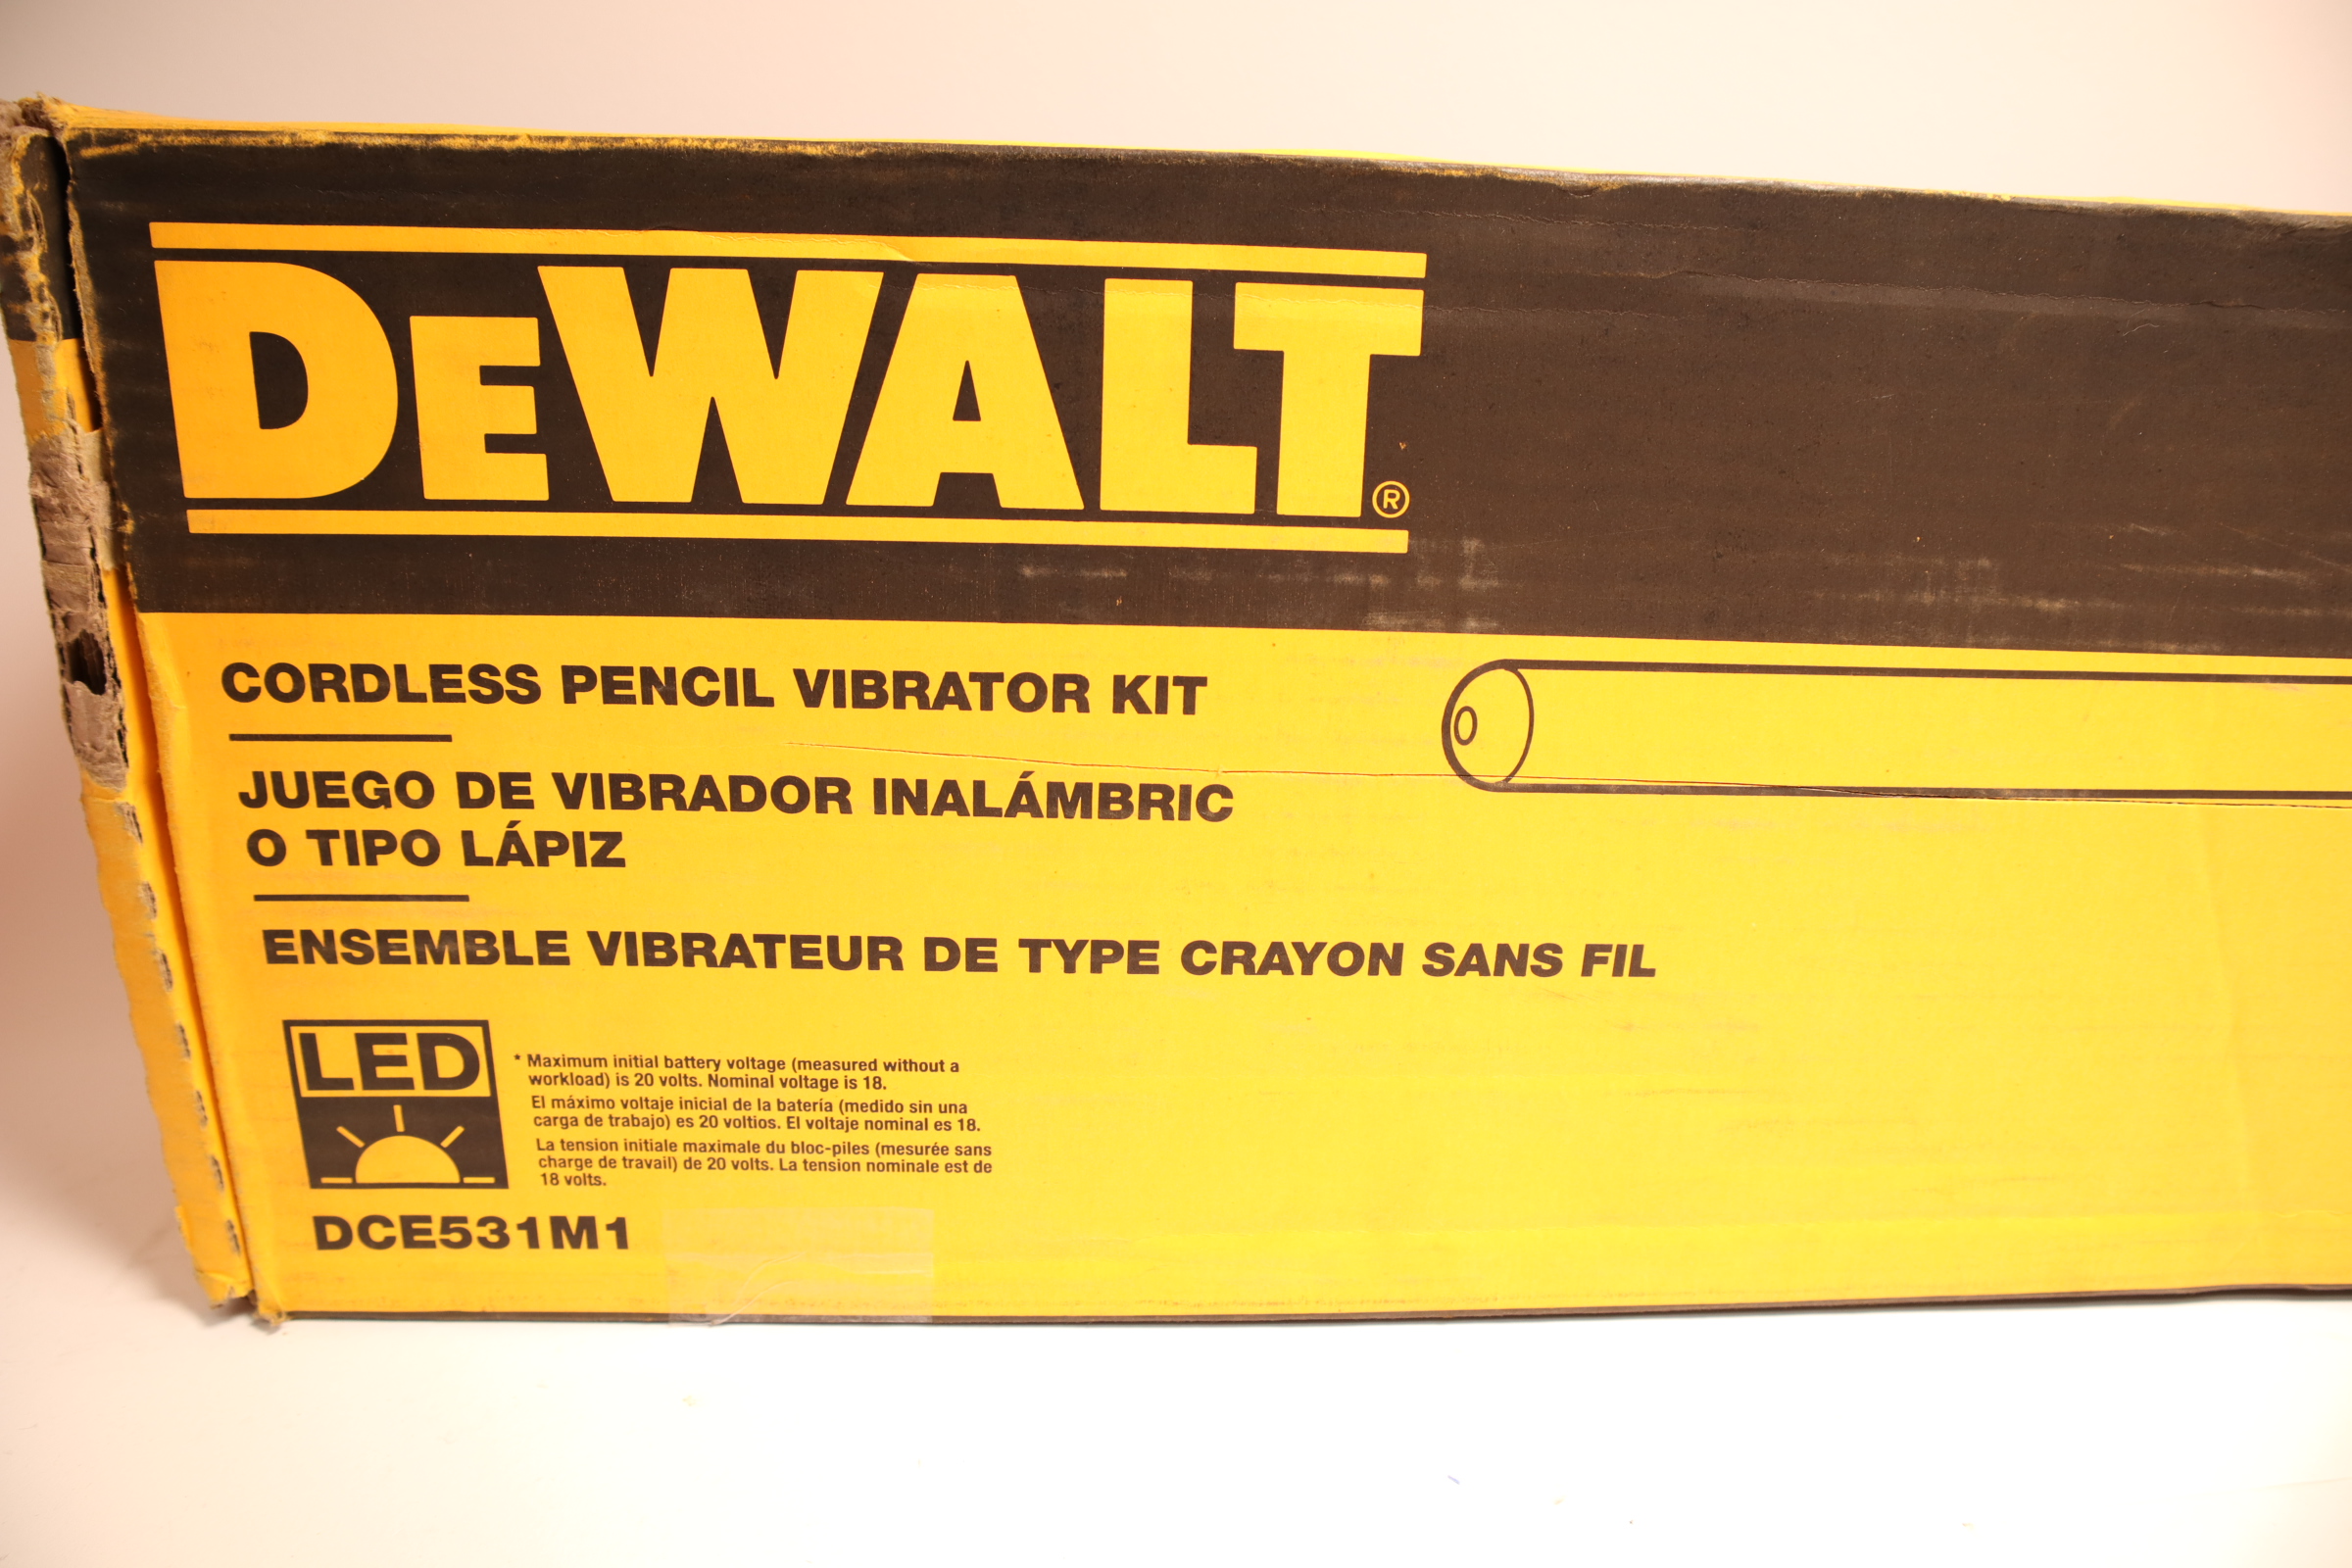 DEWALT®
CORDLESS PENCIL VIBRATOR KIT
JUEGO DE VIBRADOR INALÁMBRIC
O TIPO LÁPIZ
ENSEMBLE VIBRATEUR DE TYPE CRAYON SANS FIL
LED
* Maximum initial battery voltage (measured without a
workload) is 20 volts. Nominal voltage is 18.
El máximo voltaje inicial de la batería (medido sin una
carga de trabajo) es 20 voltios. El voltaje nominal es 18.
La tension initiale maximale du bloc-piles (mesurée sans
charge de travail) de 20 volts. La tension nominale est de
18 volts.
DCE531M1